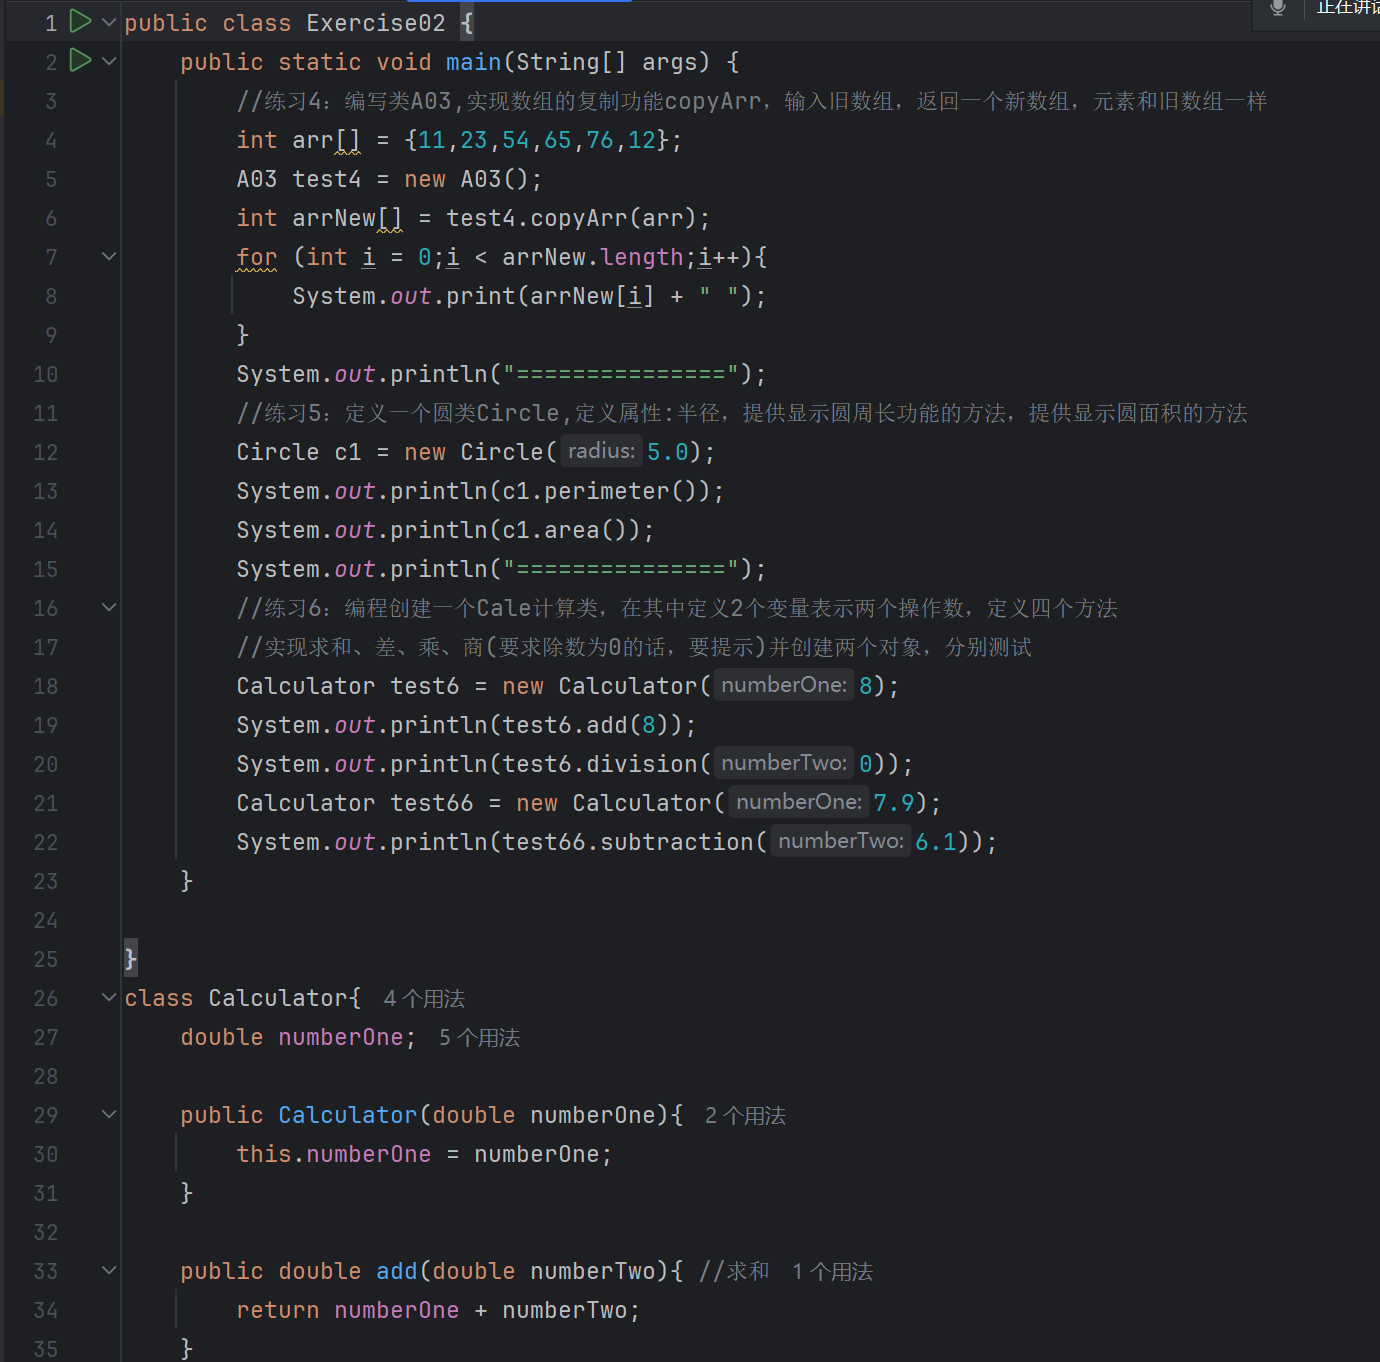 正在讲话
1 public class Exercise02 {
2 public static void main(String[] args) {
3 //练习4：编写类A03,实现数组的复制功能copyArr，输入旧数组，返回一个新数组，元素和旧数组一样
4 int arr[] = {11,23,54,65,76,12};
5 A03 test4 = new A03();
6 int arrNew[] = test4.copyArr(arr);
7 for (int i = 0;i < arrNew.length;i++){
8 System.out.print(arrNew[i] + " ");
9 }
10 System.out.println("===============");
11 //练习5：定义一个圆类Circle,定义属性:半径，提供显示圆周长功能的方法，提供显示圆面积的方法
12 Circle c1 = new Circle( radius: 5.0);
13 System.out.println(c1.perimeter());
14 System.out.println(c1.area());
15 System.out.println("===============");
16 //练习6：编程创建一个Cale计算类，在其中定义2个变量表示两个操作数，定义四个方法
17 //实现求和、差、乘、商(要求除数为0的话，要提示)并创建两个对象，分别测试
18 Calculator test6 = new Calculator( numberOne: 8);
19 System.out.println(test6.add(8));
20 System.out.println(test6.division( numberTwo: 0));
21 Calculator test66 = new Calculator( numberOne: 7.9);
22 System.out.println(test66.subtraction( numberTwo: 6.1));
23 }
24
25 }
26 class Calculator{ 4 个用法
27 double numberOne; 5 个用法
28
29 public Calculator(double numberOne){ 2 个用法
30 this.numberOne = numberOne;
31 }
32
33 public double add(double numberTwo){ //求和 1 个用法
34 return numberOne + numberTwo;
35 }